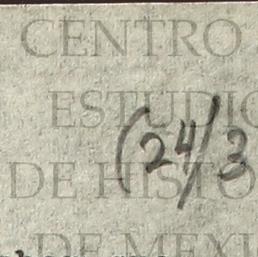 CENTRO
ESTUDIO
(24/3
DE HISTO
DE MEXI